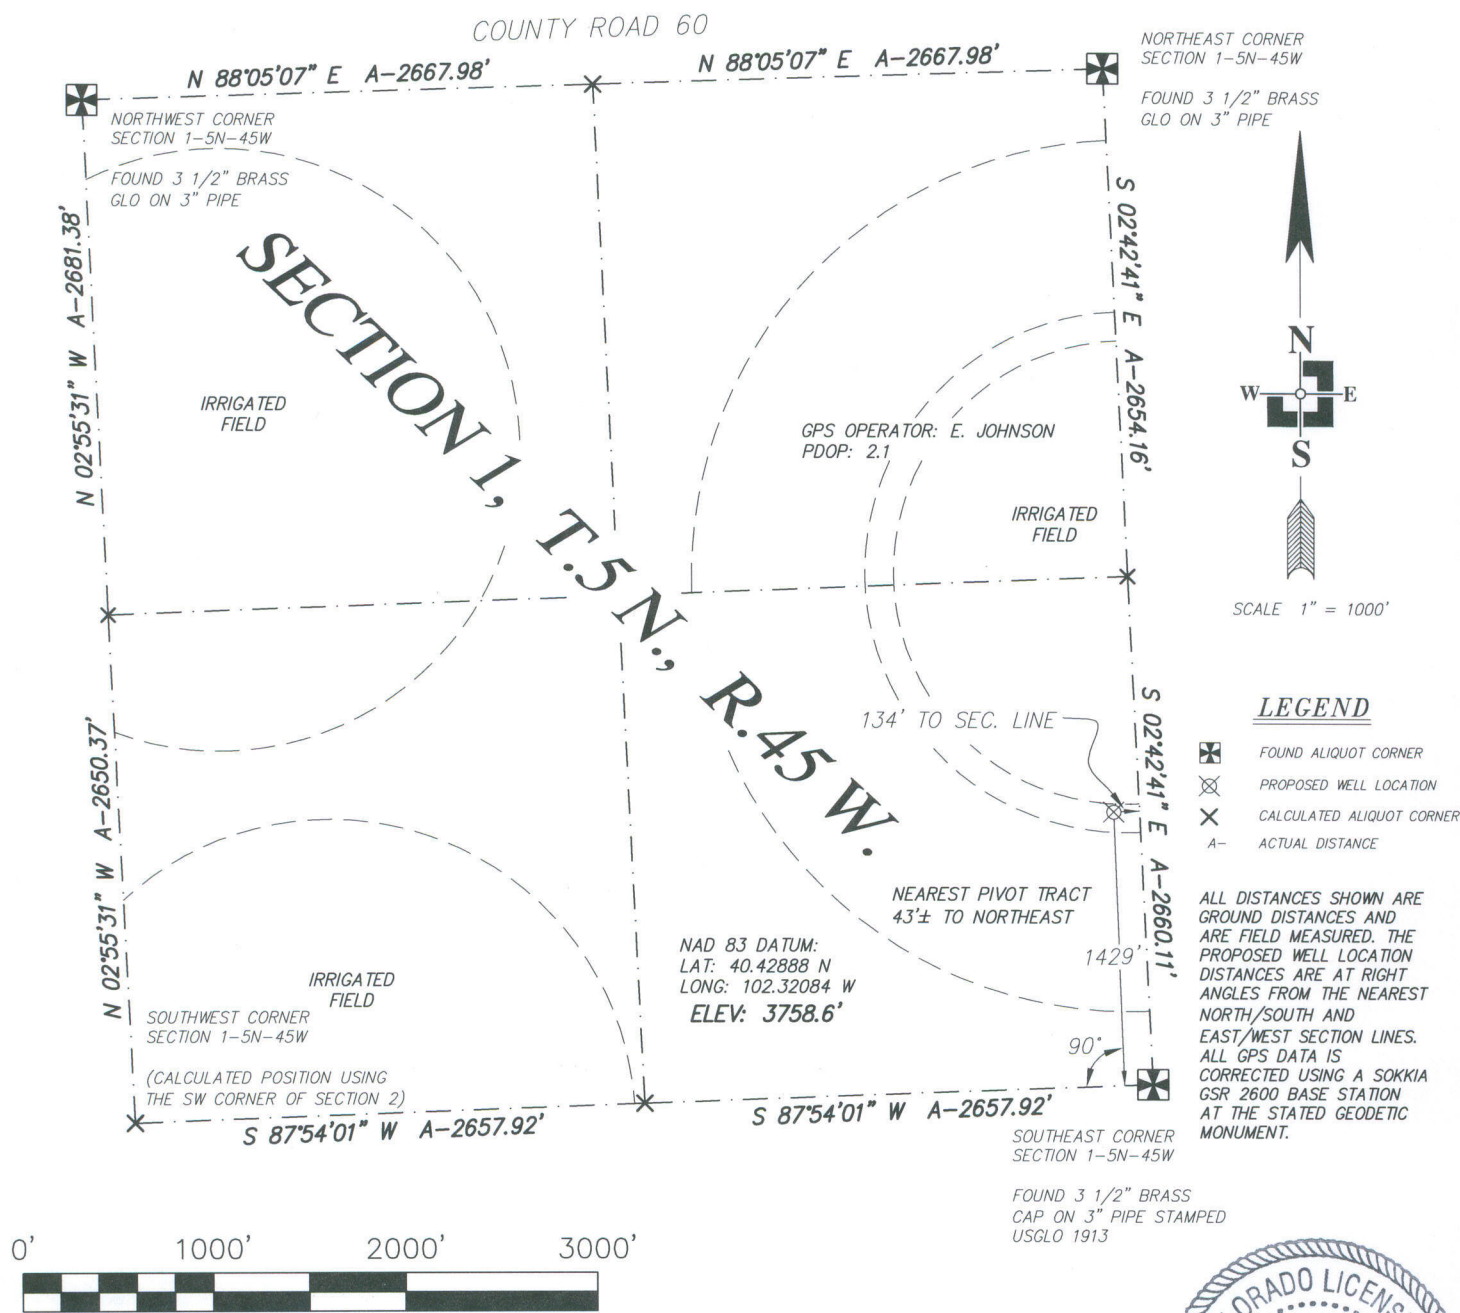 COUNTY ROAD 60
N 88°05'07" E A-2667.98'
N 88°05'07" E A-2667.98'
NORTHEAST CORNER
SECTION 1-5N-45W
FOUND 3 1/2" BRASS
GLO ON 3" PIPE
NORTHWEST CORNER
SECTION 1-5N-45W
FOUND 3 1/2" BRASS
GLO ON 3" PIPE
N 02°55'31" W A-2681.38'
S 02°42'41" E A-2654.16'
SECTION 1, T.5 N., R.45 W.
IRRIGATED
FIELD
GPS OPERATOR: E. JOHNSON
PDOP: 2.1
IRRIGATED
FIELD
N
W E
S
SCALE 1" = 1000'
134' TO SEC. LINE
N 02°55'31" W A-2650.37'
S 02°42'41" E A-2660.11'
LEGEND
FOUND ALIQUOT CORNER
PROPOSED WELL LOCATION
CALCULATED ALIQUOT CORNER
A- ACTUAL DISTANCE
NEAREST PIVOT TRACT
43'± TO NORTHEAST
1429'
NAD 83 DATUM:
LAT: 40.42888 N
LONG: 102.32084 W
ELEV: 3758.6'
90°
ALL DISTANCES SHOWN ARE
GROUND DISTANCES AND
ARE FIELD MEASURED. THE
PROPOSED WELL LOCATION
DISTANCES ARE AT RIGHT
ANGLES FROM THE NEAREST
NORTH/SOUTH AND
EAST/WEST SECTION LINES.
ALL GPS DATA IS
CORRECTED USING A SOKKIA
GSR 2600 BASE STATION
AT THE STATED GEODETIC
MONUMENT.
IRRIGATED
FIELD
SOUTHWEST CORNER
SECTION 1-5N-45W
(CALCULATED POSITION USING
THE SW CORNER OF SECTION 2)
S 87°54'01" W A-2657.92'
S 87°54'01" W A-2657.92'
SOUTHEAST CORNER
SECTION 1-5N-45W
FOUND 3 1/2" BRASS
CAP ON 3" PIPE STAMPED
USGLO 1913
0' 1000' 2000' 3000'
ORADO LICENS